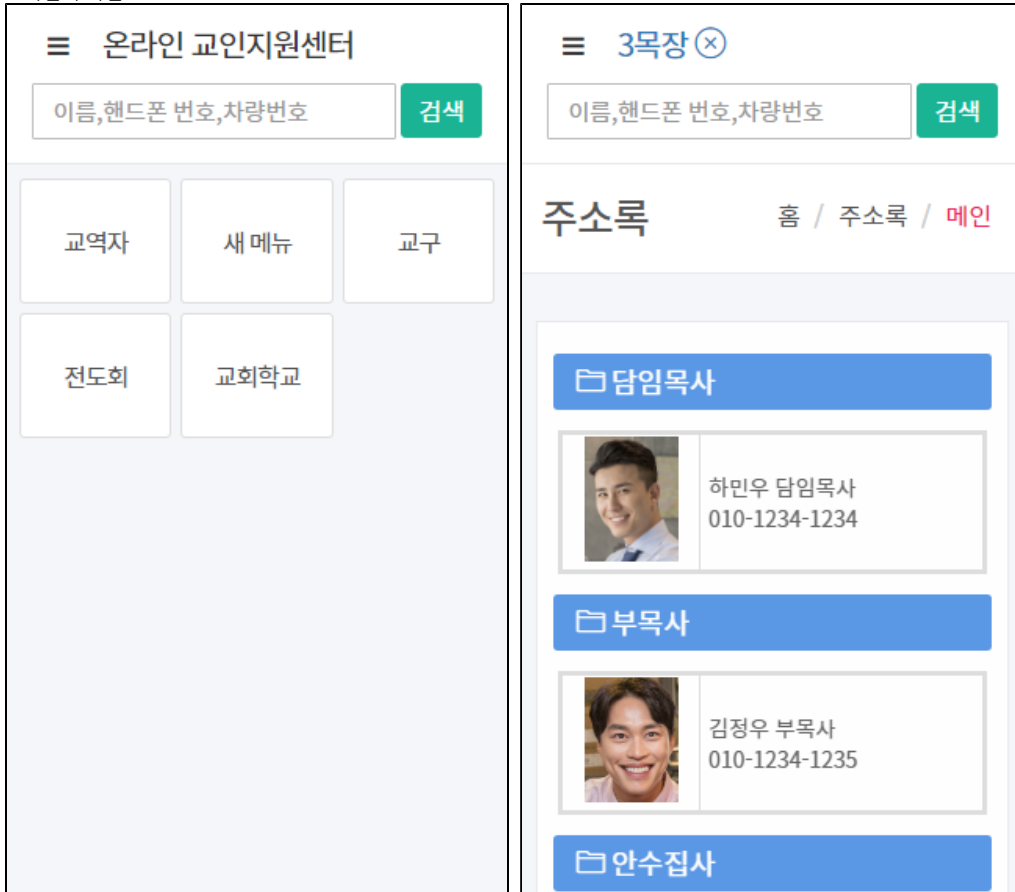 ≡ 온라인 교인지원센터
이름,핸드폰 번호,차량번호 검색
교역자 새 메뉴 교구
전도회 교회학교
≡ 3목장
이름,핸드폰 번호,차량번호 검색
주소록 홈 / 주소록 / 메인
담임목사
하민우 담임목사
010-1234-1234
부목사
김정우 부목사
010-1234-1235
안수집사